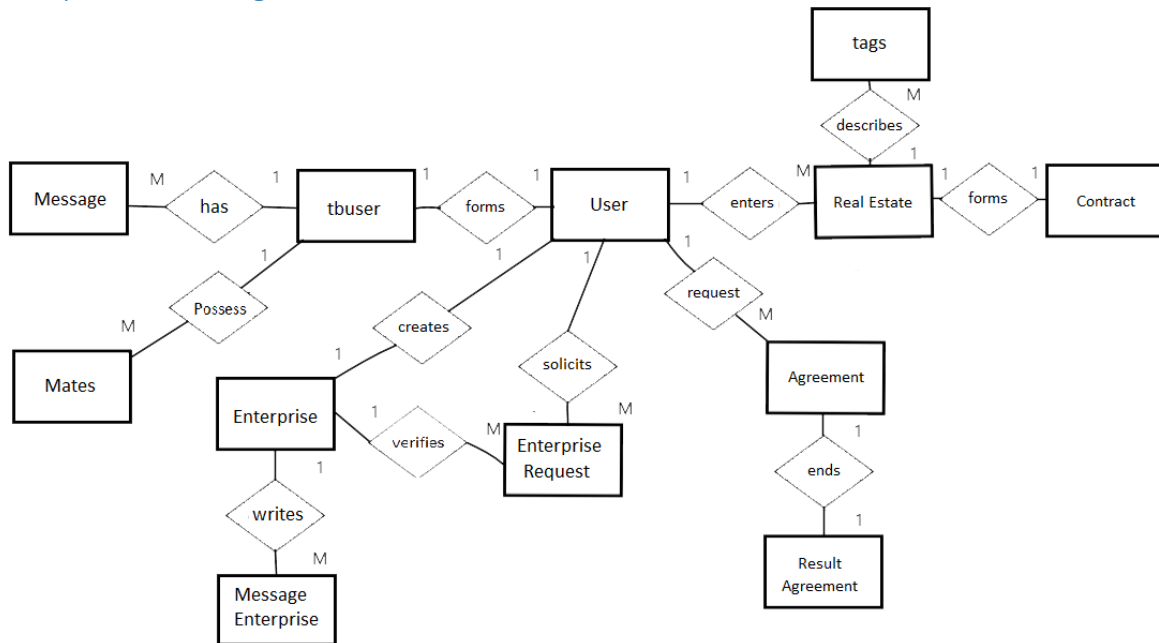 tags
M
describes
1
Message
M
has
1
tbuser
1
forms
1
User
1
enters
M
Real Estate
1
forms
1
Contract
1
Possess
M
Mates
1
creates
1
Enterprise
1
solicits
M
1
request
M
Agreement
1
verifies
M
Enterprise
Request
1
writes
M
Message
Enterprise
1
ends
1
Result
Agreement